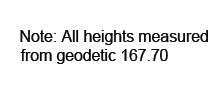 Note: All heights measured
from geodetic 167.70